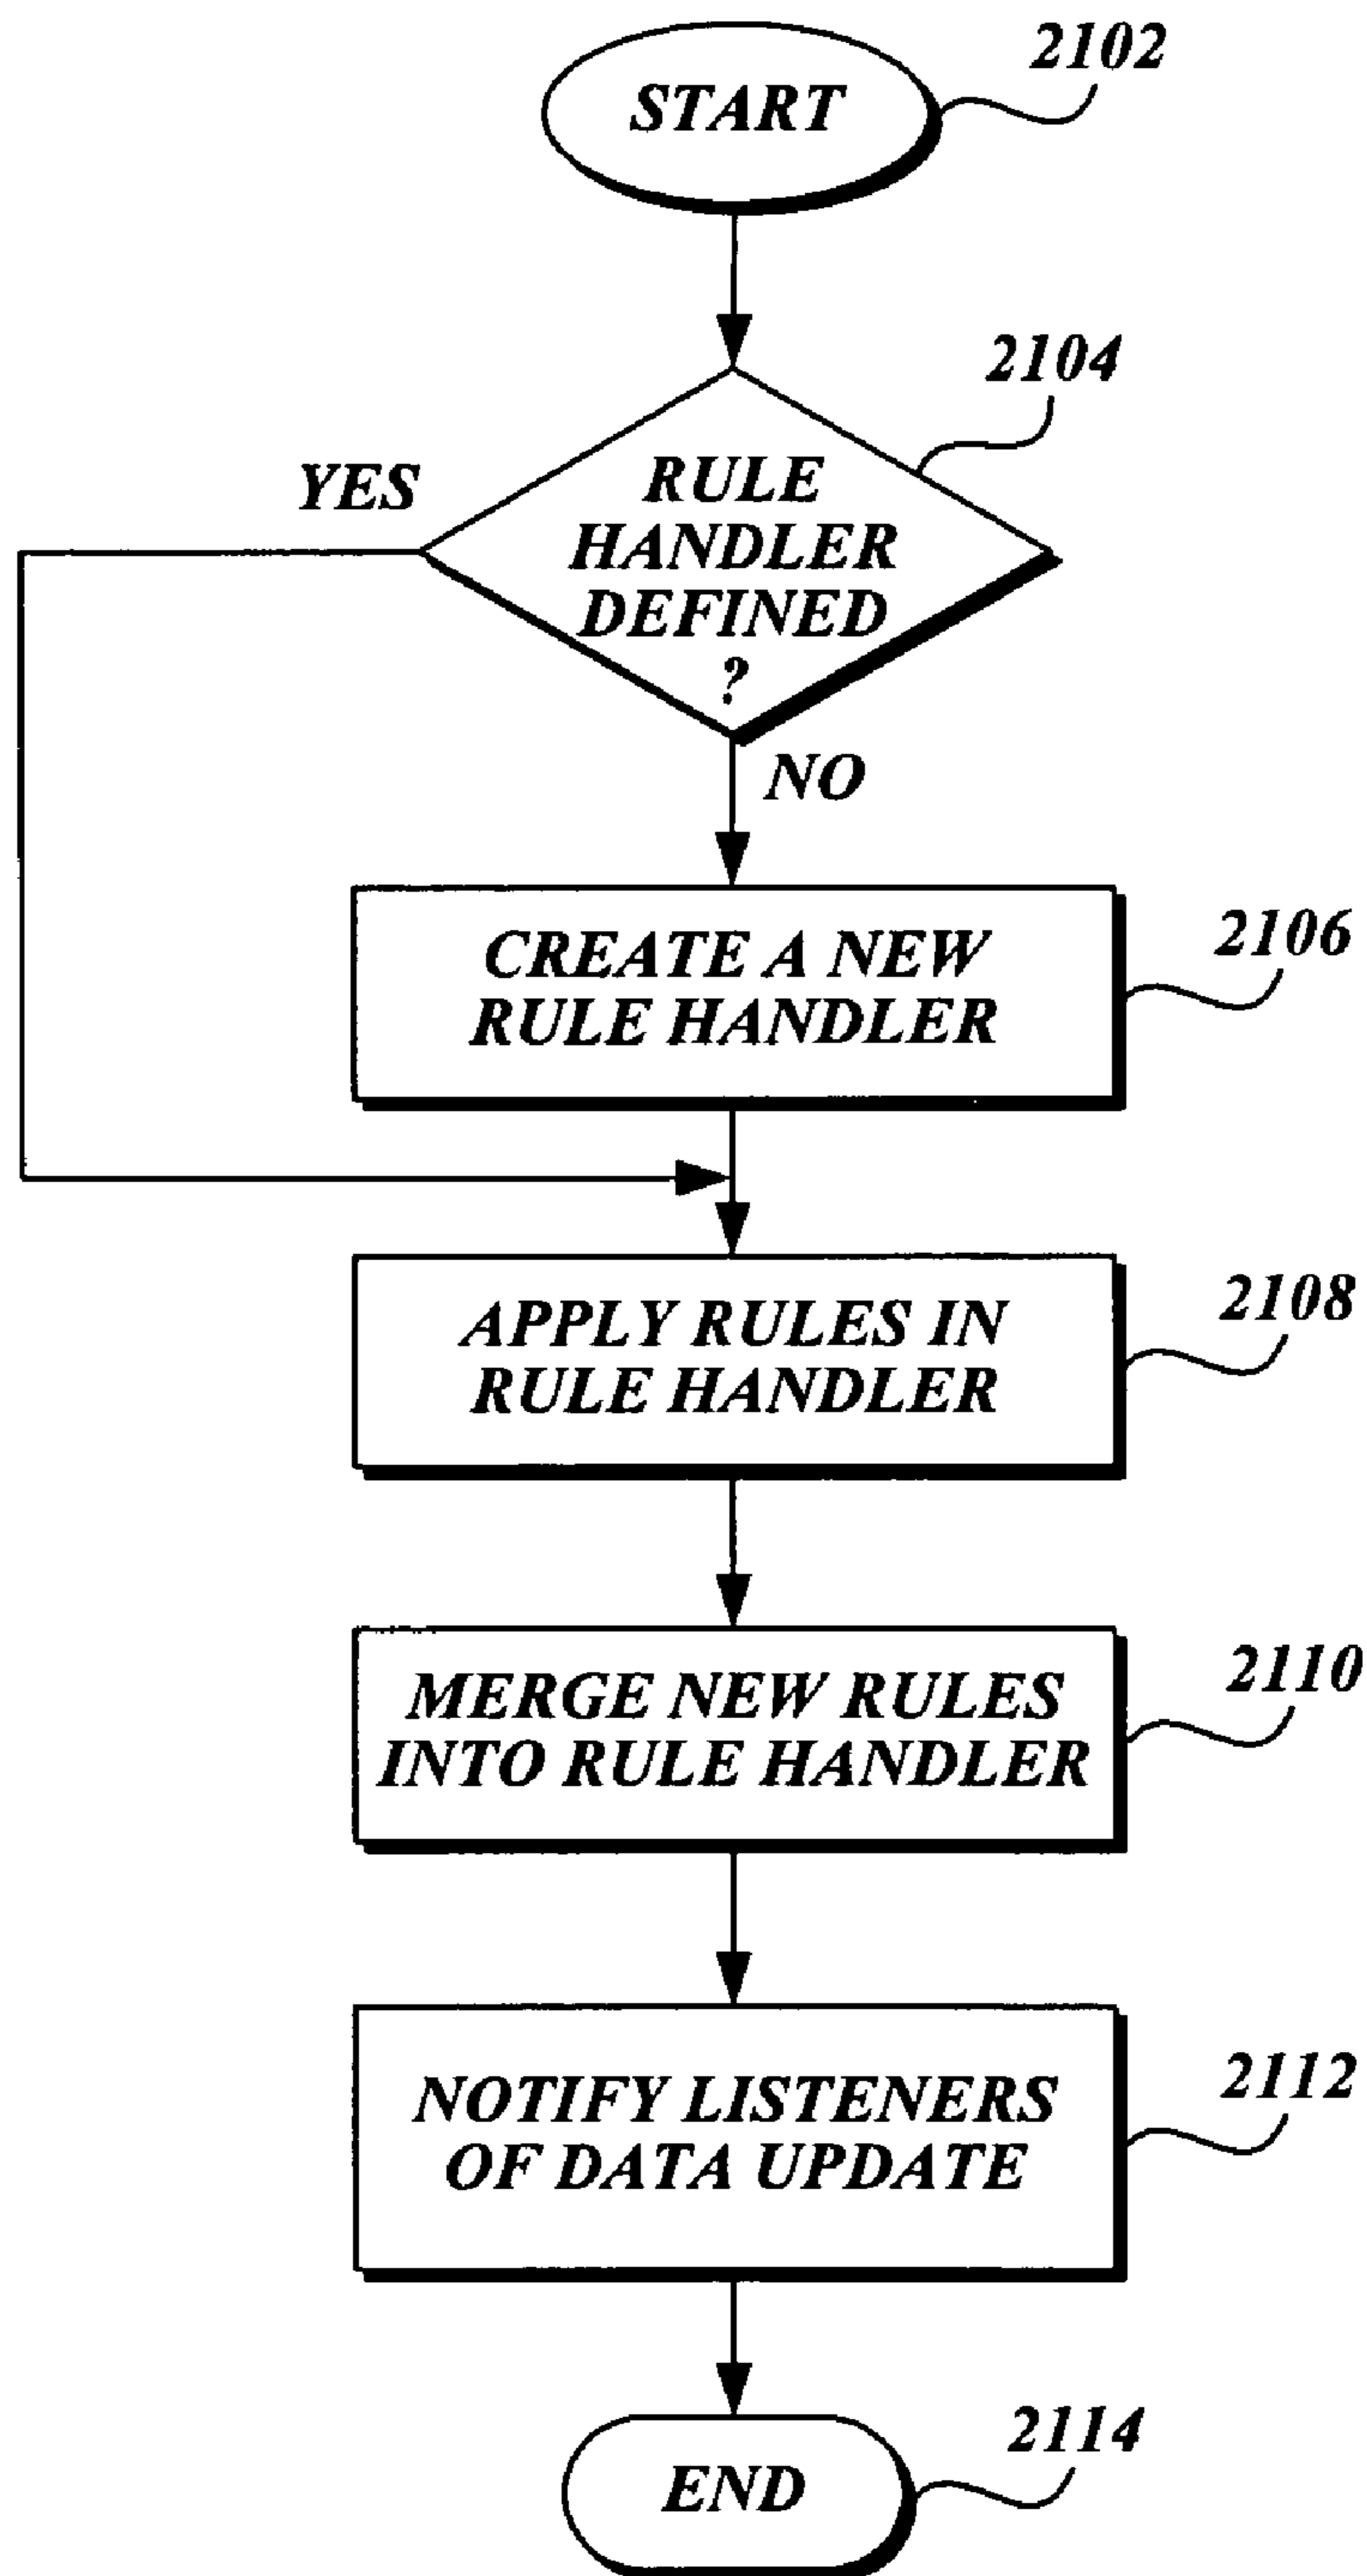 2102
START
2104
YES
RULE
HANDLER
DEFINED
?
NO
2106
CREATE A NEW
RULE HANDLER
2108
APPLY RULES IN
RULE HANDLER
2110
MERGE NEW RULES
INTO RULE HANDLER
2112
NOTIFY LISTENERS
OF DATA UPDATE
2114
END